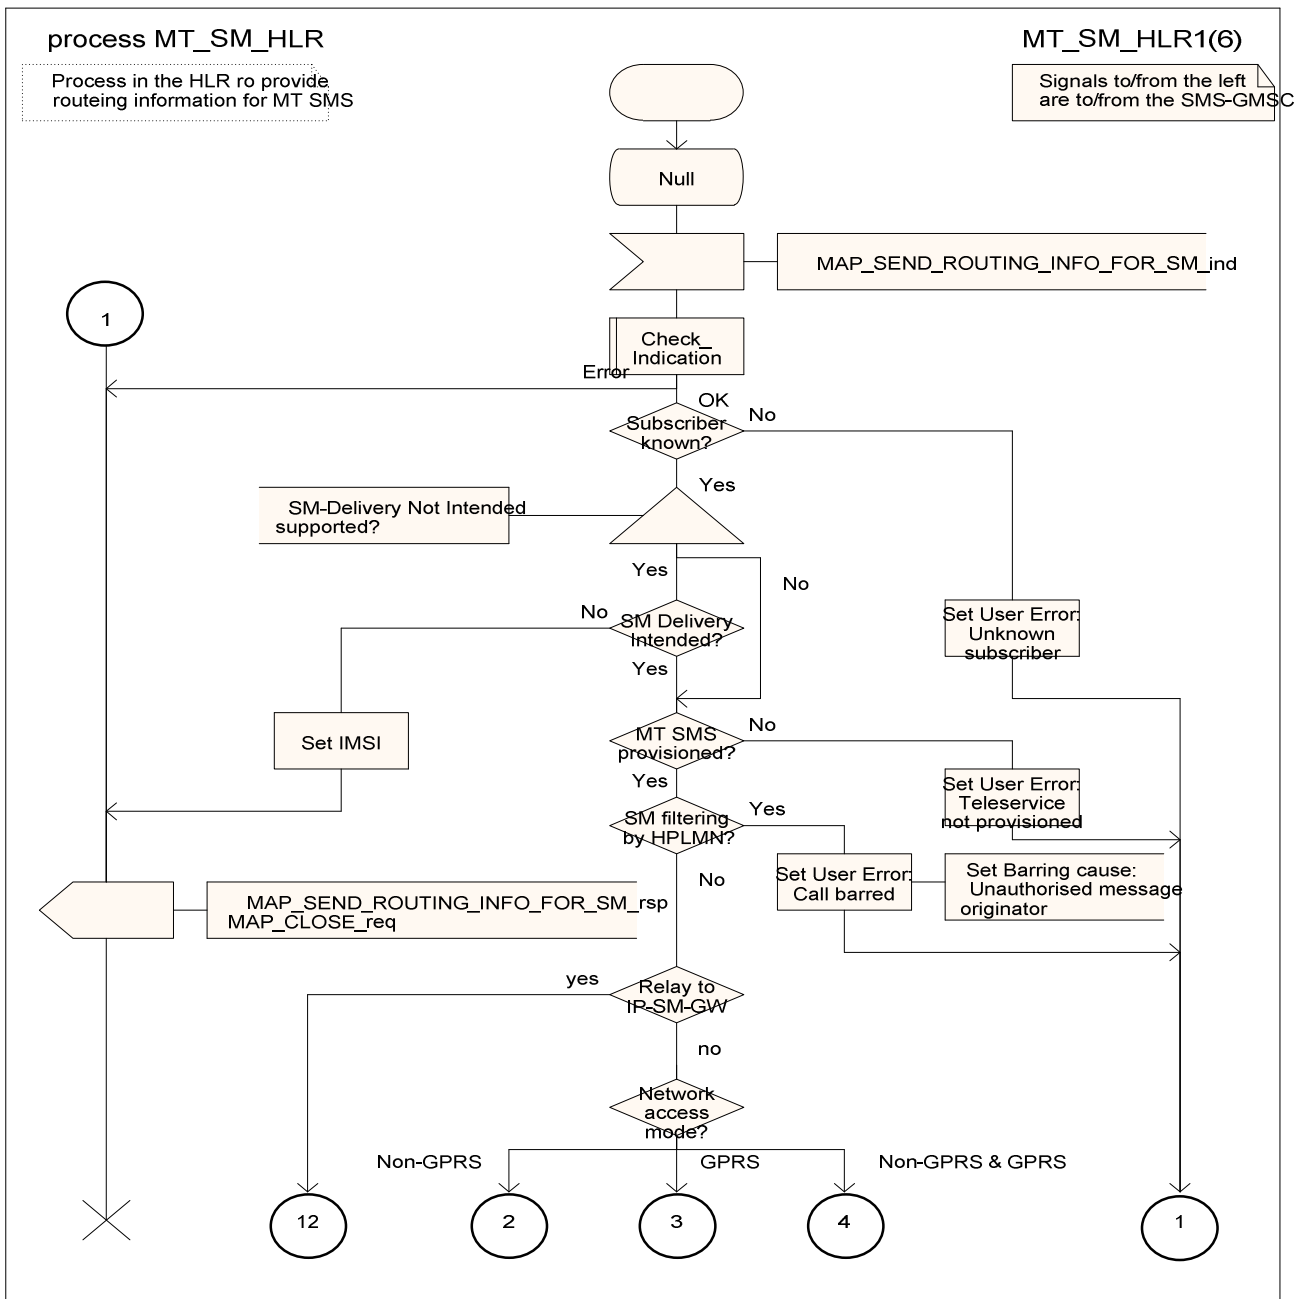 process MT_SM_HLR
MT_SM_HLR1(6)
Process in the HLR ro provide
routeing information for MT SMS
Signals to/from the left
are to/from the SMS-GMSC
Null
MAP_SEND_ROUTING_INFO_FOR_SM_ind
1
Check_
Indication
Error
OK
Subscriber
known?
No
Yes
SM-Delivery Not Intended
supported?
Yes
No
No
SM Delivery
Intended?
Set User Error:
Unknown
subscriber
Yes
Set IMSI
MT SMS
provisioned?
No
Yes
Set User Error:
Teleservice
not provisioned
SM filtering
by HPLMN?
Yes
No
Set User Error:
Call barred
Set Barring cause:
Unauthorised message
originator
MAP_SEND_ROUTING_INFO_FOR_SM_rsp
MAP_CLOSE_req
yes
Relay to
IP-SM-GW
no
Network
access
mode?
Non-GPRS
GPRS
Non-GPRS & GPRS
12
2
3
4
1